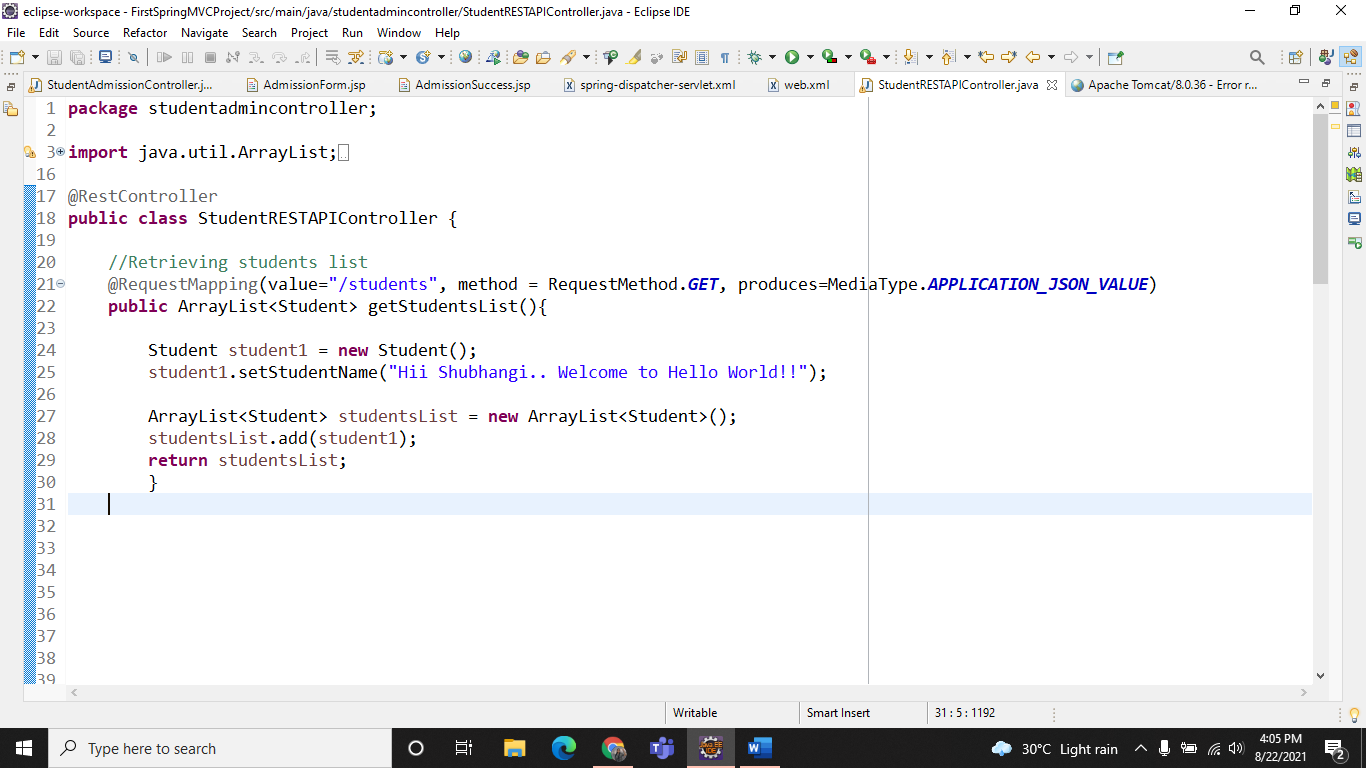 eclipse-workspace - FirstSpringMVCProject/src/main/java/studentadmincontroller/StudentRESTAPIController.java - Eclipse IDE
File Edit Source Refactor Navigate Search Project Run Window Help
StudentAdmissionController.j... AdmissionForm.jsp AdmissionSuccess.jsp spring-dispatcher-servlet.xml web.xml StudentRESTAPIController.java Apache Tomcat/8.0.36 - Error r...
1 package studentadmincontroller;
2
3 import java.util.ArrayList;
16
17 @RestController
18 public class StudentRESTAPIController {
19
20 //Retrieving students list
21 @RequestMapping(value="/students", method = RequestMethod.GET, produces=MediaType.APPLICATION_JSON_VALUE)
22 public ArrayList<Student> getStudentsList(){
23
24 Student student1 = new Student();
25 student1.setStudentName("Hii Shubhangi.. Welcome to Hello World!!");
26
27 ArrayList<Student> studentsList = new ArrayList<Student>();
28 studentsList.add(student1);
29 return studentsList;
30 }
31
32
33
34
35
36
37
38
39
Writable Smart Insert 31 : 5 : 1192
Type here to search 30°C Light rain 4:05 PM
8/22/2021 2